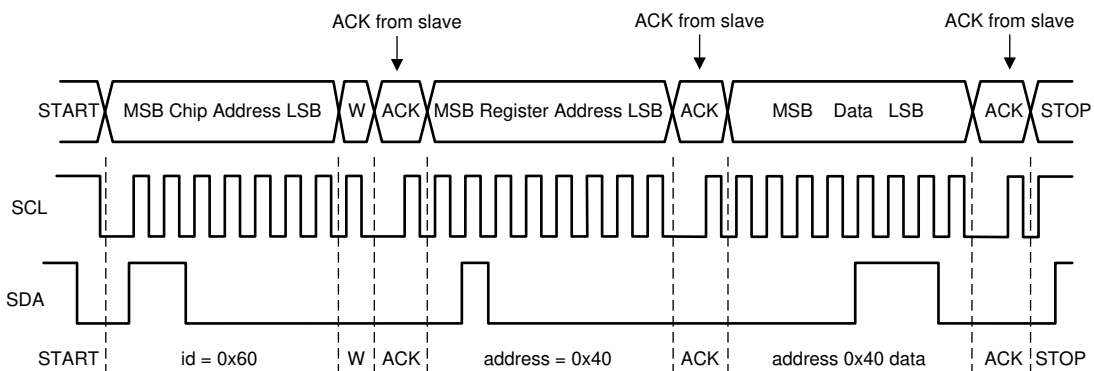 ACK from slave ACK from slave ACK from slave
START MSB Chip Address LSB W ACK MSB Register Address LSB ACK MSB Data LSB ACK STOP
SCL
SDA
START id = 0x60 W ACK address = 0x40 ACK address 0x40 data ACK STOP